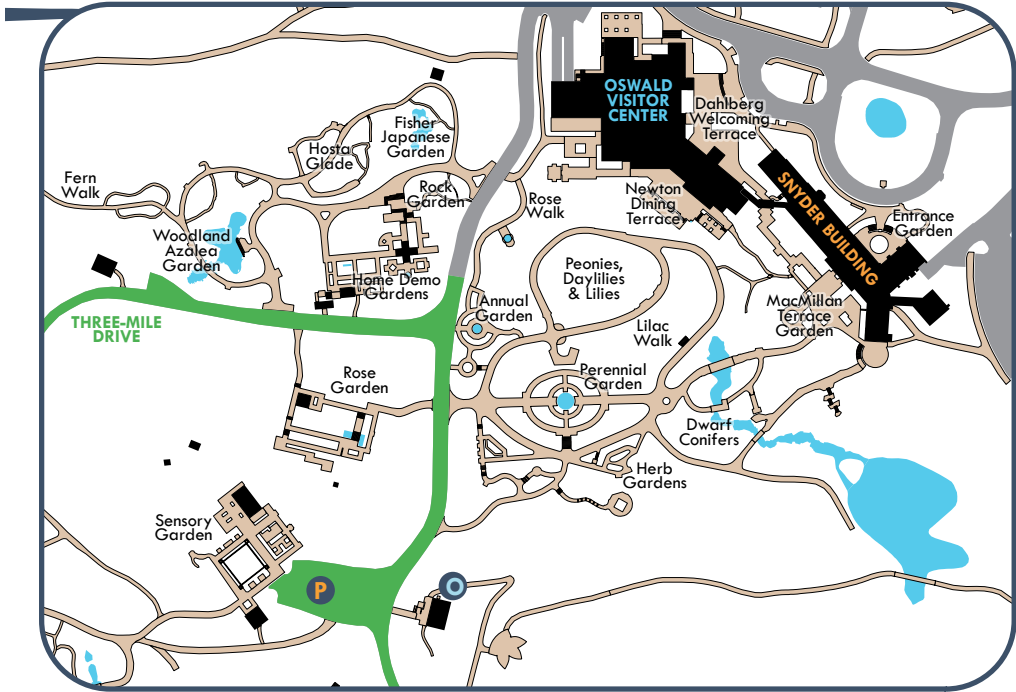 OSWALD
VISITOR
CENTER
Dahlberg
Welcoming
Terrace
Fisher
Japanese
Garden
Hosta
Glade
Fern
Walk
Rock
Garden
Rose
Walk
Newton
Dining
Terrace
SNYDER BUILDING
Entrance
Garden
Woodland
Azalea
Garden
Home Demo
Gardens
Peonies,
Daylilies
& Lilies
Annual
Garden
MacMillan
Terrace
Garden
THREE-MILE
DRIVE
Lilac
Walk
Rose
Garden
Perennial
Garden
Dwarf
Conifers
Herb
Gardens
Sensory
Garden
P
O